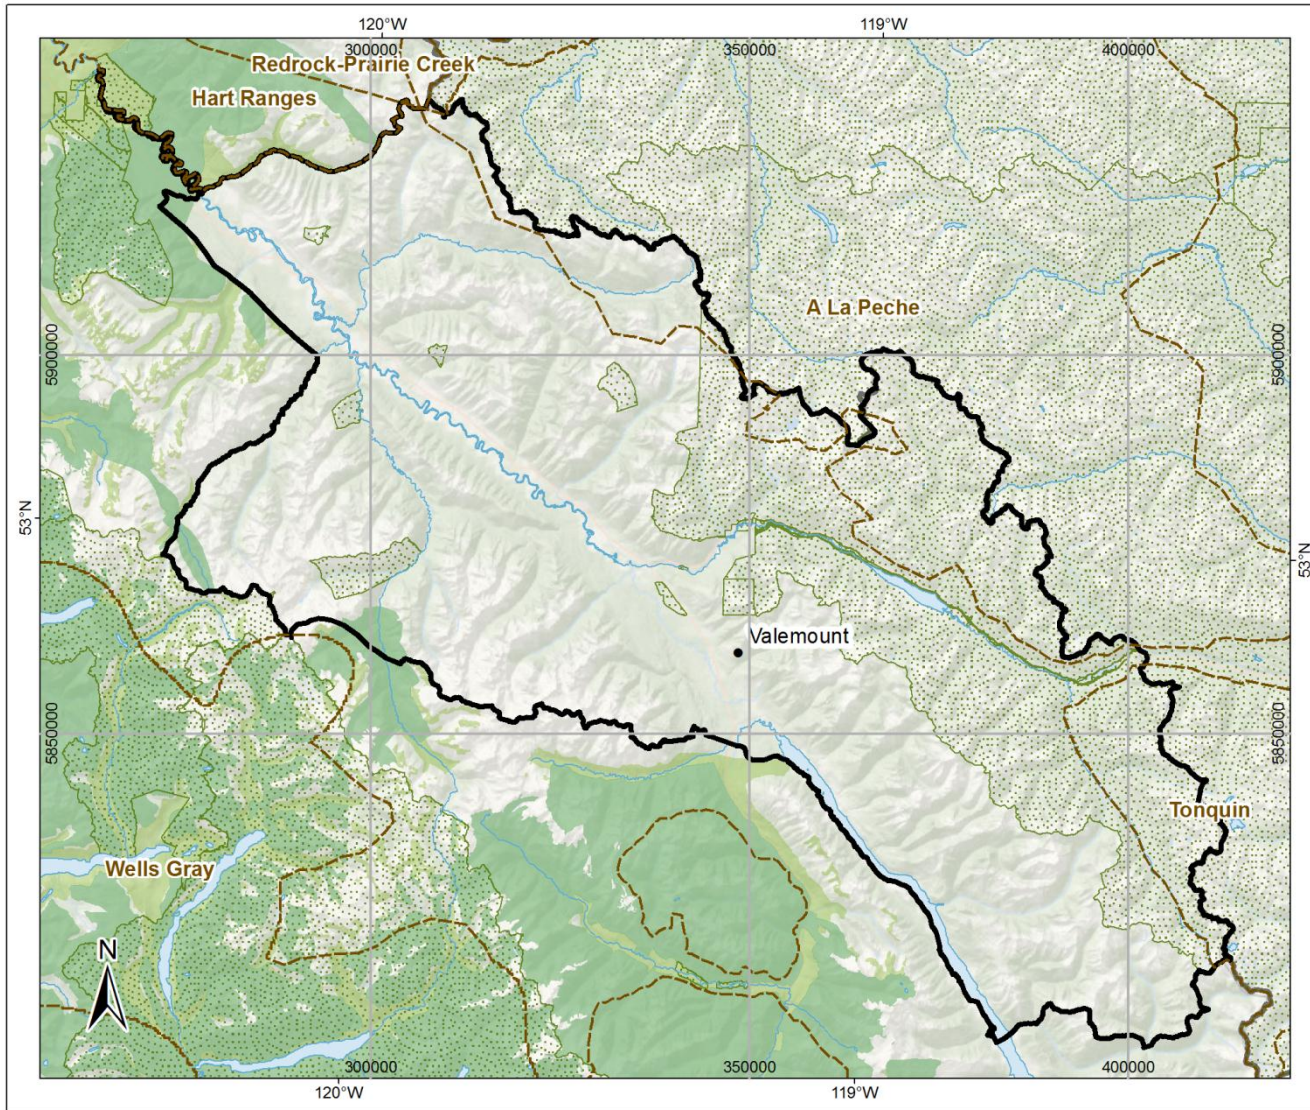 120°W
119°W
300000
350000
400000
Redrock-Prairie Creek
Hart Ranges
A La Peche
5900000
5900000
53°N
53°N
Valemount
5850000
5850000
Tonquin
Wells Gray
N
300000
350000
400000
120°W
119°W